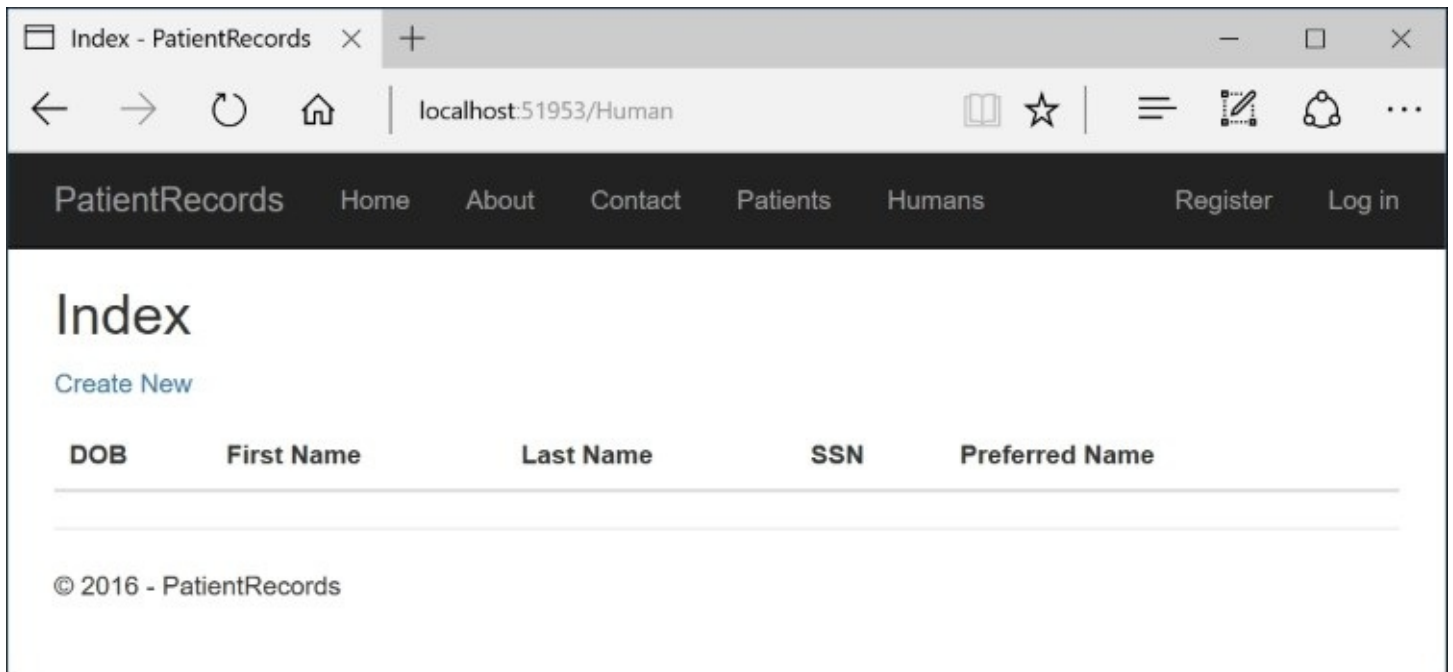 Index - PatientRecords
localhost:51953/Human
PatientRecords Home About Contact Patients Humans Register Log in
Index
Create New
DOB First Name Last Name SSN Preferred Name
© 2016 - PatientRecords